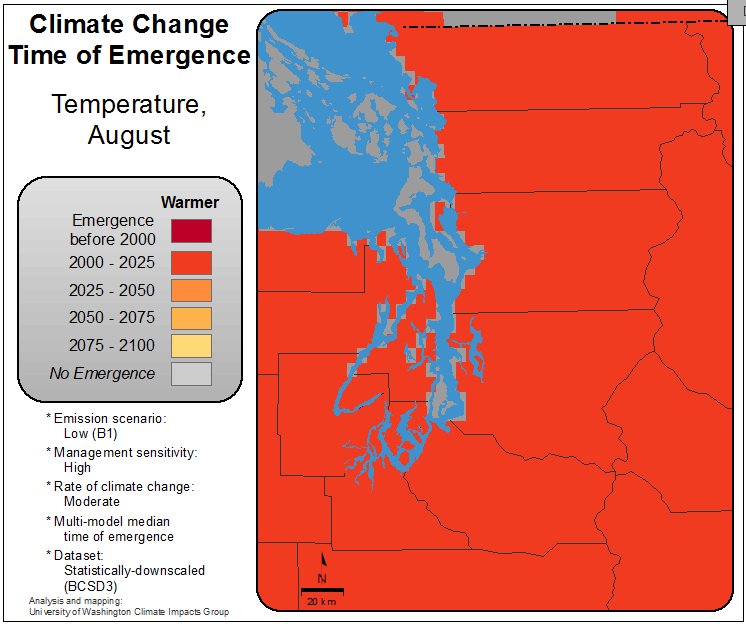 Climate Change
Time of Emergence
Temperature,
August
Warmer
Emergence
before 2000
2000 - 2025
2025 - 2050
2050 - 2075
2075 - 2100
No Emergence
* Emission scenario:
Low (B1)
* Management sensitivity:
High
* Rate of climate change:
Moderate
* Multi-model median
time of emergence
* Dataset:
Statistically-downscaled
(BCSD3)
Analysis and mapping:
University of Washington Climate Impacts Group
N
20 km